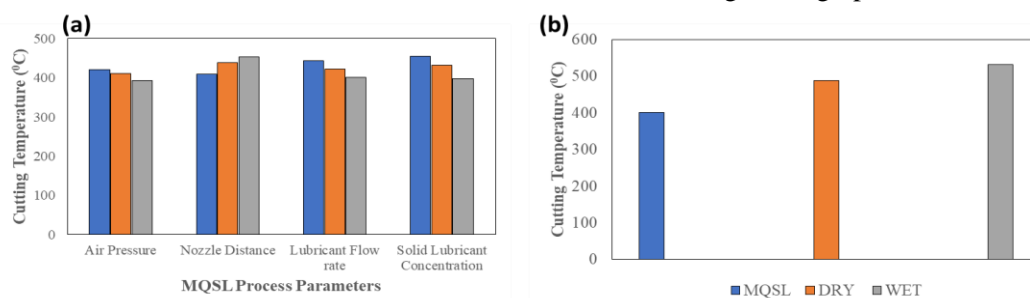 (a)
500
400
300
200
100
0
Cutting Temperature (⁰C)
Air Pressure
Nozzle Distance
Lubricant Flow
rate
Solid Lubricant
Concentration
MQSL Process Parameters
(b)
600
500
400
300
200
100
0
Cutting Temperature (⁰C)
MQSL
DRY
WET